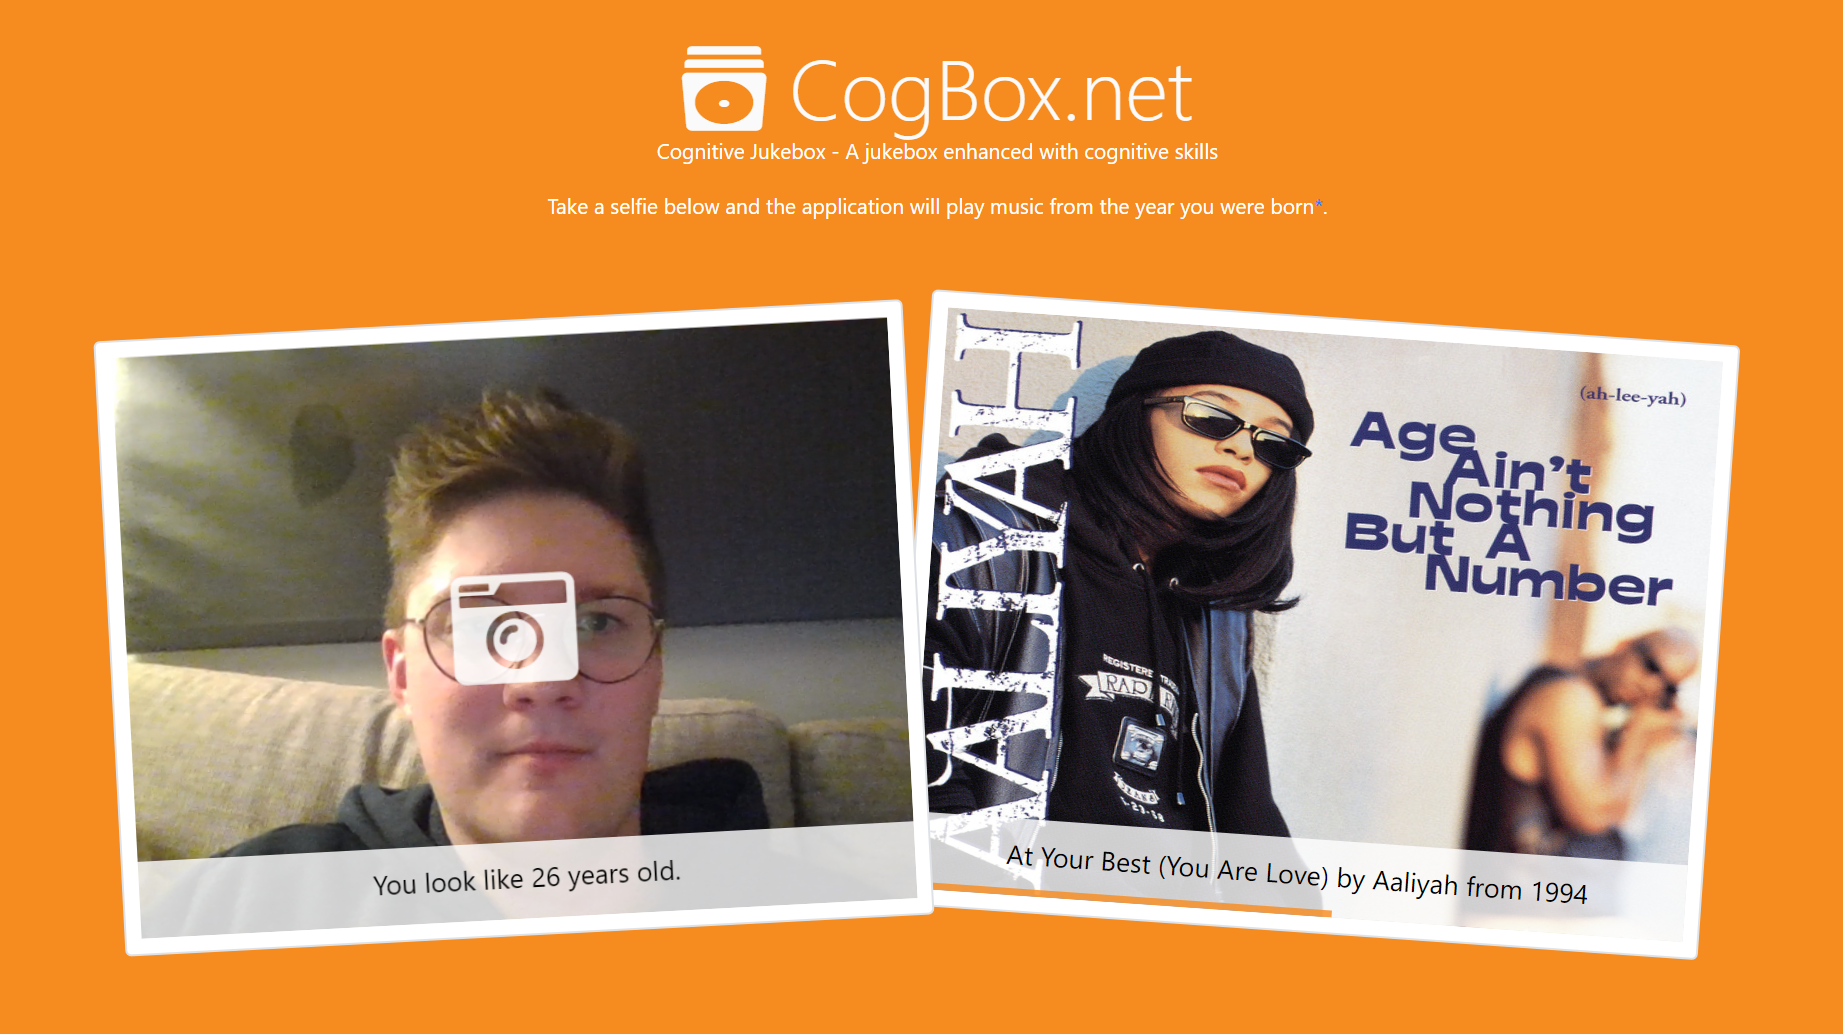 CogBox.net
Cognitive Jukebox - A jukebox enhanced with cognitive skills
Take a selfie below and the application will play music from the year you were born*.
You look like 26 years old.
AALIYAH
(ah-lee-yah)
Age
Ain't
Nothing
But A
Number
RAP
At Your Best (You Are Love) by Aaliyah from 1994